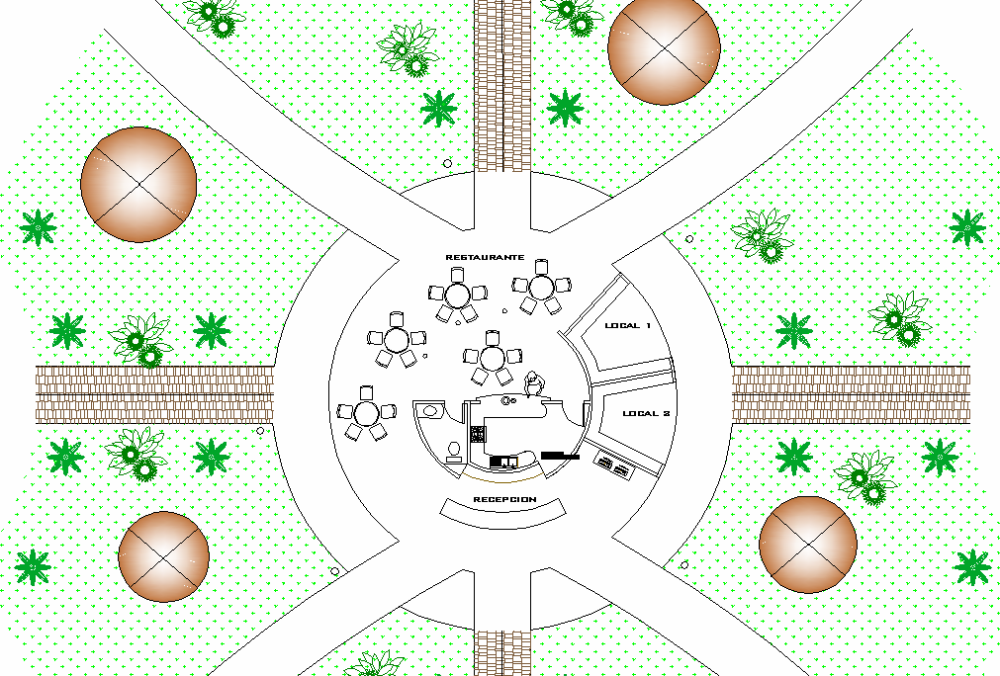 RESTAURANTE
LOCAL 1
LOCAL 2
RECEPCION